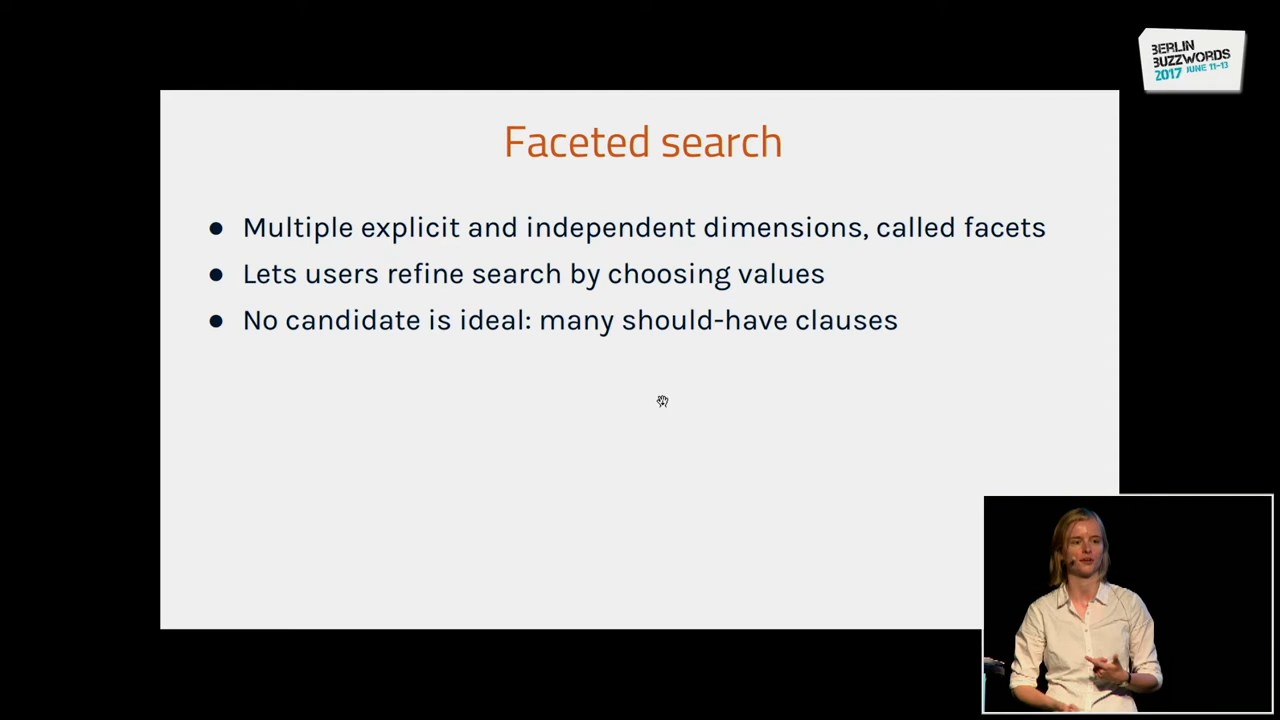 BERLIN
BUZZWORDS
2017 JUNE 11-13
Faceted search
● Multiple explicit and independent dimensions, called facets
● Lets users refine search by choosing values
● No candidate is ideal: many should-have clauses